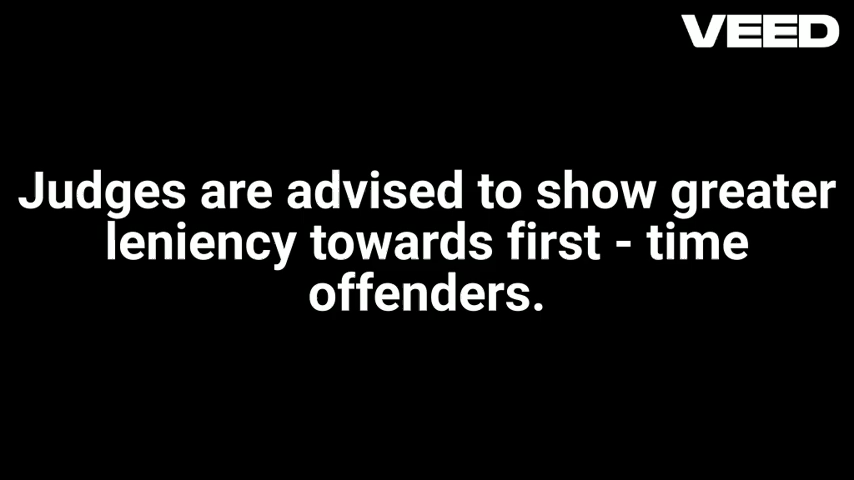 VEED
Judges are advised to show greater
leniency towards first - time
offenders.